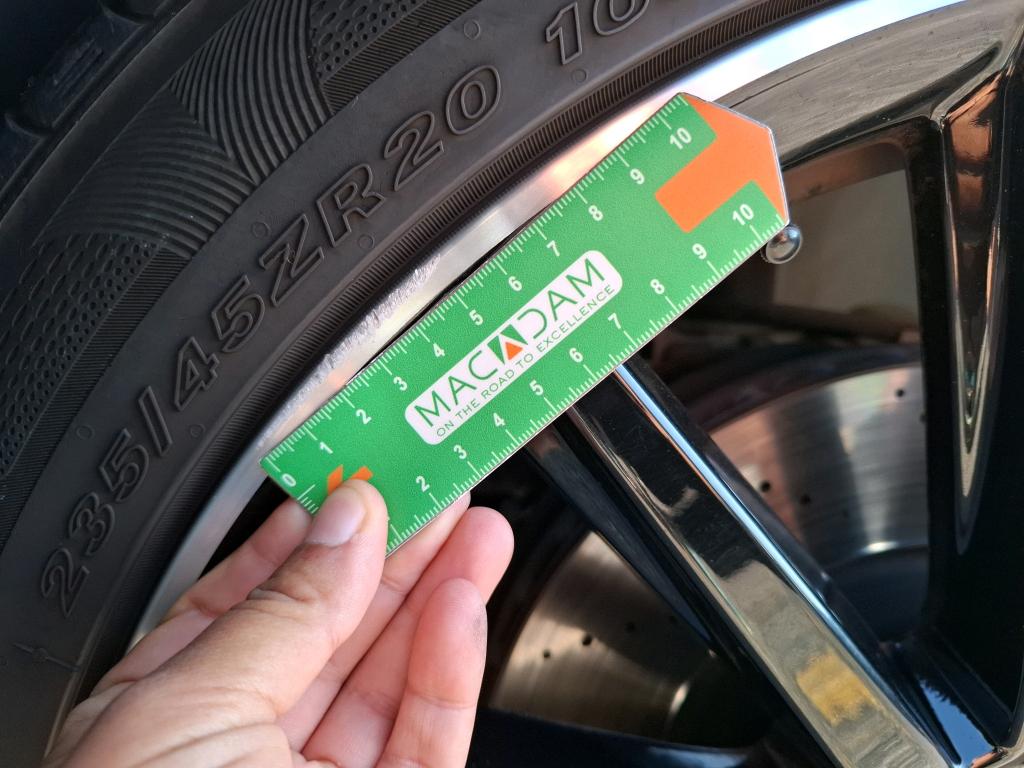 235/45ZR20 10
0 1 2 3 4 5 6 7 8 9 10
MACADAM
ON THE ROAD TO EXCELLENCE
2 3 4 5 6 7 8 9 10